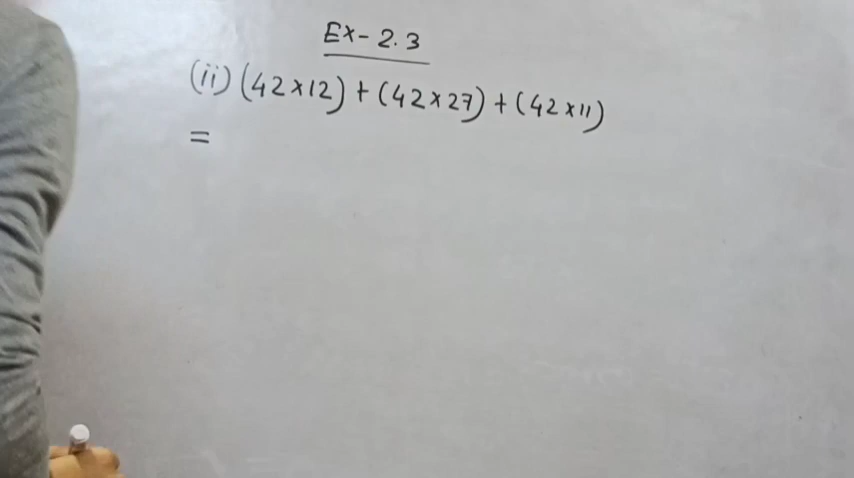 Ex-2.3
(ii) (42×12) + (42×27) + (42×11)
=